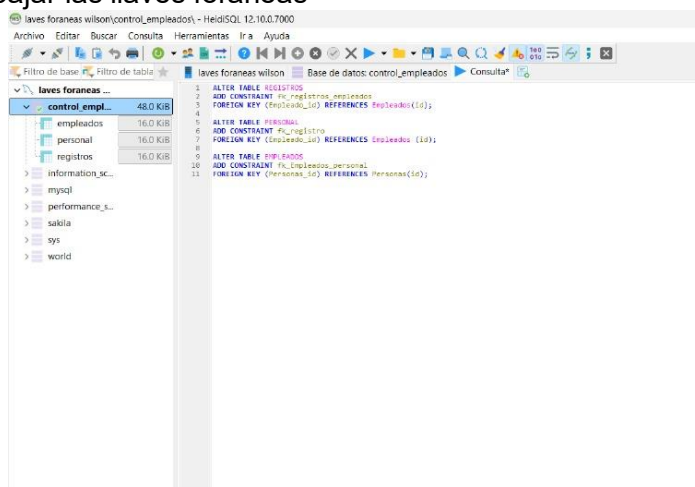 bajar las llaves foraneas
laves foraneas wilson\control_empleados\ - HeidiSQL 12.10.0.7000
Archivo Editar Buscar Consulta Herramientas Ir a Ayuda
Filtro de base Filtro de tabla laves foraneas wilson Base de datos: control_empleados Consulta*
laves foraneas ...
control_empl... 48.0 KiB
empleados 16.0 KiB
personal 16.0 KiB
registros 16.0 KiB
information_sc...
mysql
performance_s...
sakila
sys
world
1 ALTER TABLE REGISTROS
2 ADD CONSTRAINT fk_registros_empleados
3 FOREIGN KEY (Empleado_id) REFERENCES Empleados(id);
4
5 ALTER TABLE PERSONAL
6 ADD CONSTRAINT fk_registro
7 FOREIGN KEY (Empleado_id) REFERENCES Empleados (id);
8
9 ALTER TABLE EMPLEADOS
10 ADD CONSTRAINT fk_Empleados_personal
11 FOREIGN KEY (Personas_id) REFERENCES Personas(id);